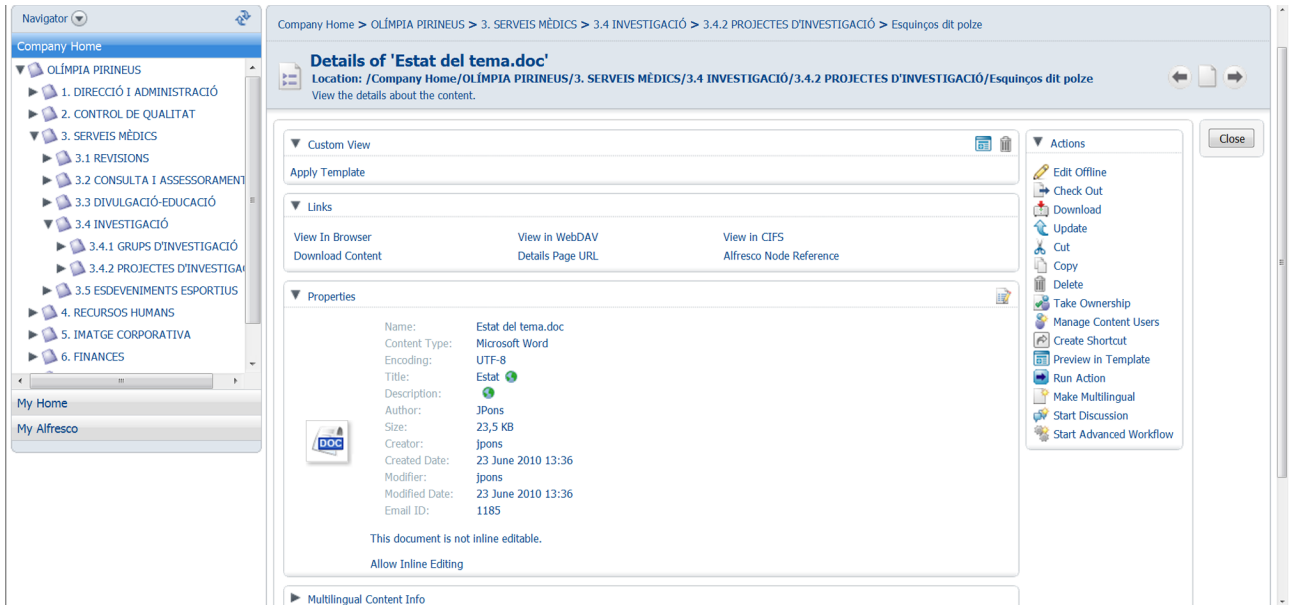 Navigator
Company Home
OLÍMPIA PIRINEUS
1. DIRECCIÓ I ADMINISTRACIÓ
2. CONTROL DE QUALITAT
3. SERVEIS MÈDICS
3.1 REVISIONS
3.2 CONSULTA I ASSESSORAMENT
3.3 DIVULGACIÓ-EDUCACIÓ
3.4 INVESTIGACIÓ
3.4.1 GRUPS D'INVESTIGACIÓ
3.4.2 PROJECTES D'INVESTIGA
3.5 ESDEVENIMENTS ESPORTIUS
4. RECURSOS HUMANS
5. IMATGE CORPORATIVA
6. FINANCES
My Home
My Alfresco
Company Home > OLÍMPIA PIRINEUS > 3. SERVEIS MÈDICS > 3.4 INVESTIGACIÓ > 3.4.2 PROJECTES D'INVESTIGACIÓ > Esquinços dit polze
Details of 'Estat del tema.doc'
Location: /Company Home/OLÍMPIA PIRINEUS/3. SERVEIS MÈDICS/3.4 INVESTIGACIÓ/3.4.2 PROJECTES D'INVESTIGACIÓ/Esquinços dit polze
View the details about the content.
Custom View
Apply Template
Links
View In Browser View in WebDAV View in CIFS
Download Content Details Page URL Alfresco Node Reference
Properties
Name: Estat del tema.doc
Content Type: Microsoft Word
Encoding: UTF-8
Title: Estat
Description:
Author: JPons
Size: 23,5 KB
Creator: jpons
Created Date: 23 June 2010 13:36
Modifier: jpons
Modified Date: 23 June 2010 13:36
Email ID: 1185
DOC
This document is not inline editable.
Allow Inline Editing
Multilingual Content Info
Actions
Edit Offline
Check Out
Download
Update
Cut
Copy
Delete
Take Ownership
Manage Content Users
Create Shortcut
Preview in Template
Run Action
Make Multilingual
Start Discussion
Start Advanced Workflow
Close